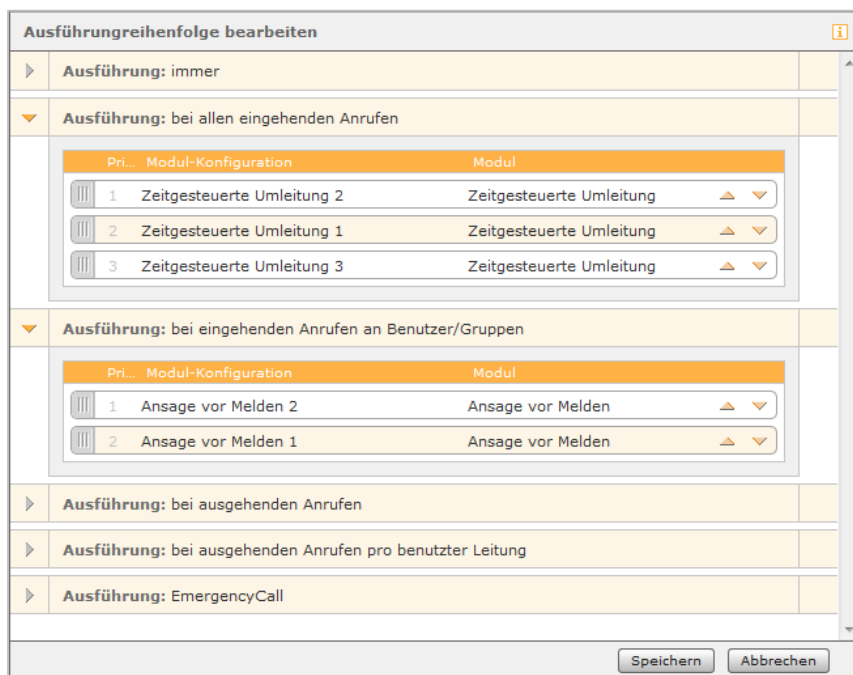 Ausführungreihenfolge bearbeiten
Ausführung: immer
Ausführung: bei allen eingehenden Anrufen
Pri... Modul-Konfiguration Modul
1 Zeitgesteuerte Umleitung 2 Zeitgesteuerte Umleitung
2 Zeitgesteuerte Umleitung 1 Zeitgesteuerte Umleitung
3 Zeitgesteuerte Umleitung 3 Zeitgesteuerte Umleitung
Ausführung: bei eingehenden Anrufen an Benutzer/Gruppen
Pri... Modul-Konfiguration Modul
1 Ansage vor Melden 2 Ansage vor Melden
2 Ansage vor Melden 1 Ansage vor Melden
Ausführung: bei ausgehenden Anrufen
Ausführung: bei ausgehenden Anrufen pro benutzter Leitung
Ausführung: EmergencyCall
Speichern Abbrechen